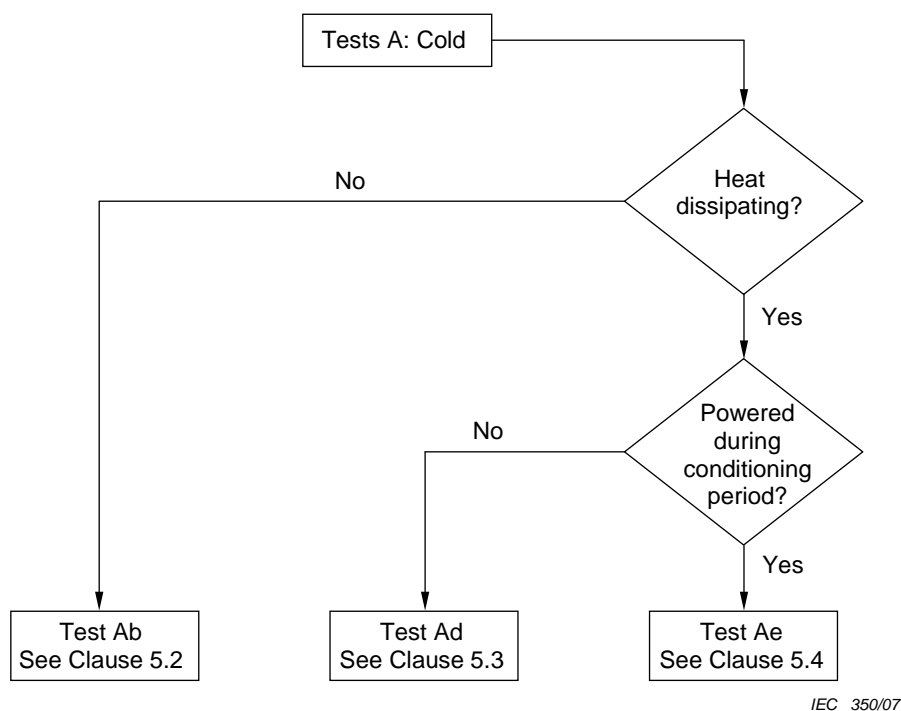 Tests A: Cold
Heat
dissipating?
No
Yes
Powered
during
conditioning
period?
No
Yes
Test Ab
See Clause 5.2
Test Ad
See Clause 5.3
Test Ae
See Clause 5.4
IEC 350/07